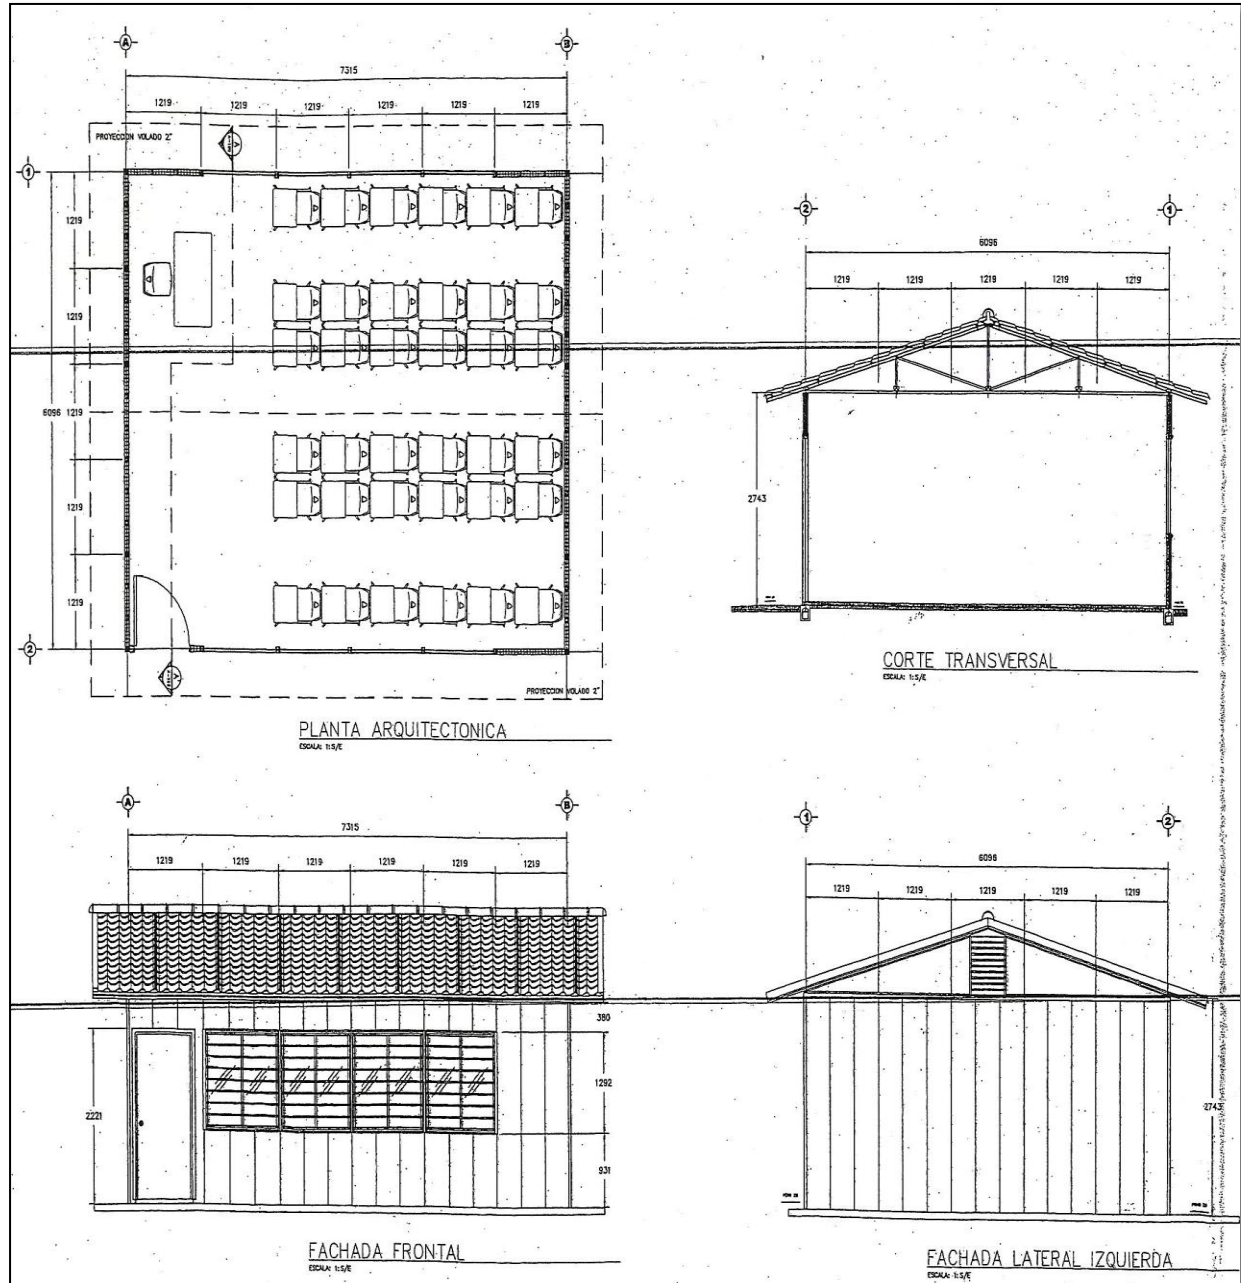 A
B
7315
1219 1219 1219 1219 1219 1219
PROYECCION VOLADO 2'
1
1219
1219
6096 1219
1219
1219
2
PROYECCION VOLADO 2'
PLANTA ARQUITECTONICA
ESCALA: 1:S/E
2
1
6096
1219 1219 1219 1219 1219
2743
CORTE TRANSVERSAL
ESCALA: 1:S/E
A
B
7315
1219 1219 1219 1219 1219 1219
380
2221
1292
931
FACHADA FRONTAL
ESCALA: 1:S/E
1
2
6096
1219 1219 1219 1219 1219
2743
FACHADA LATERAL IZQUIERDA
ESCALA: 1:S/E